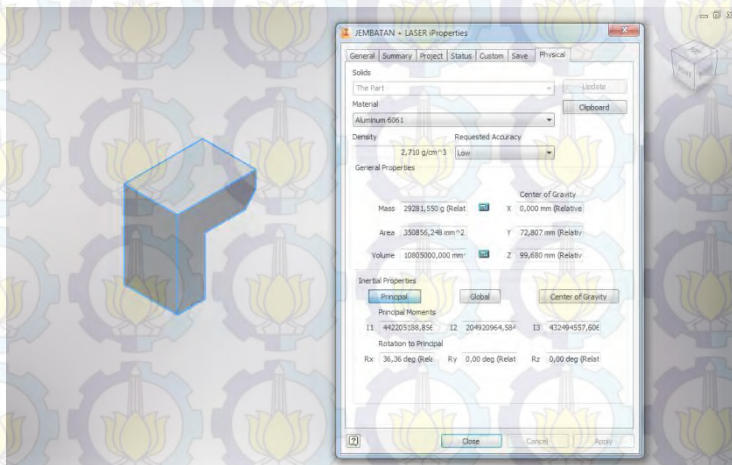 JEMBATAN + LASER iProperties
General Summary Project Status Custom Save Physical
Solids
The Part
Update
Material
Clipboard
Aluminum 6061
Density Requested Accuracy
2,710 g/cm^3 Low
General Properties
Center of Gravity
Mass 29281,550 g (Relat X 0,000 mm (Relative
Area 350856,248 mm^2 Y 72,807 mm (Relativ
Volume 10805000,000 mm^ Z 99,680 mm (Relativ
Inertial Properties
Principal Global Center of Gravity
Principal Moments
I1 442205188,856 I2 204920964,584 I3 432494557,606
Rotation to Principal
Rx 36,36 deg (Rela Ry 0,00 deg (Relat Rz 0,00 deg (Relat
Close Cancel Apply